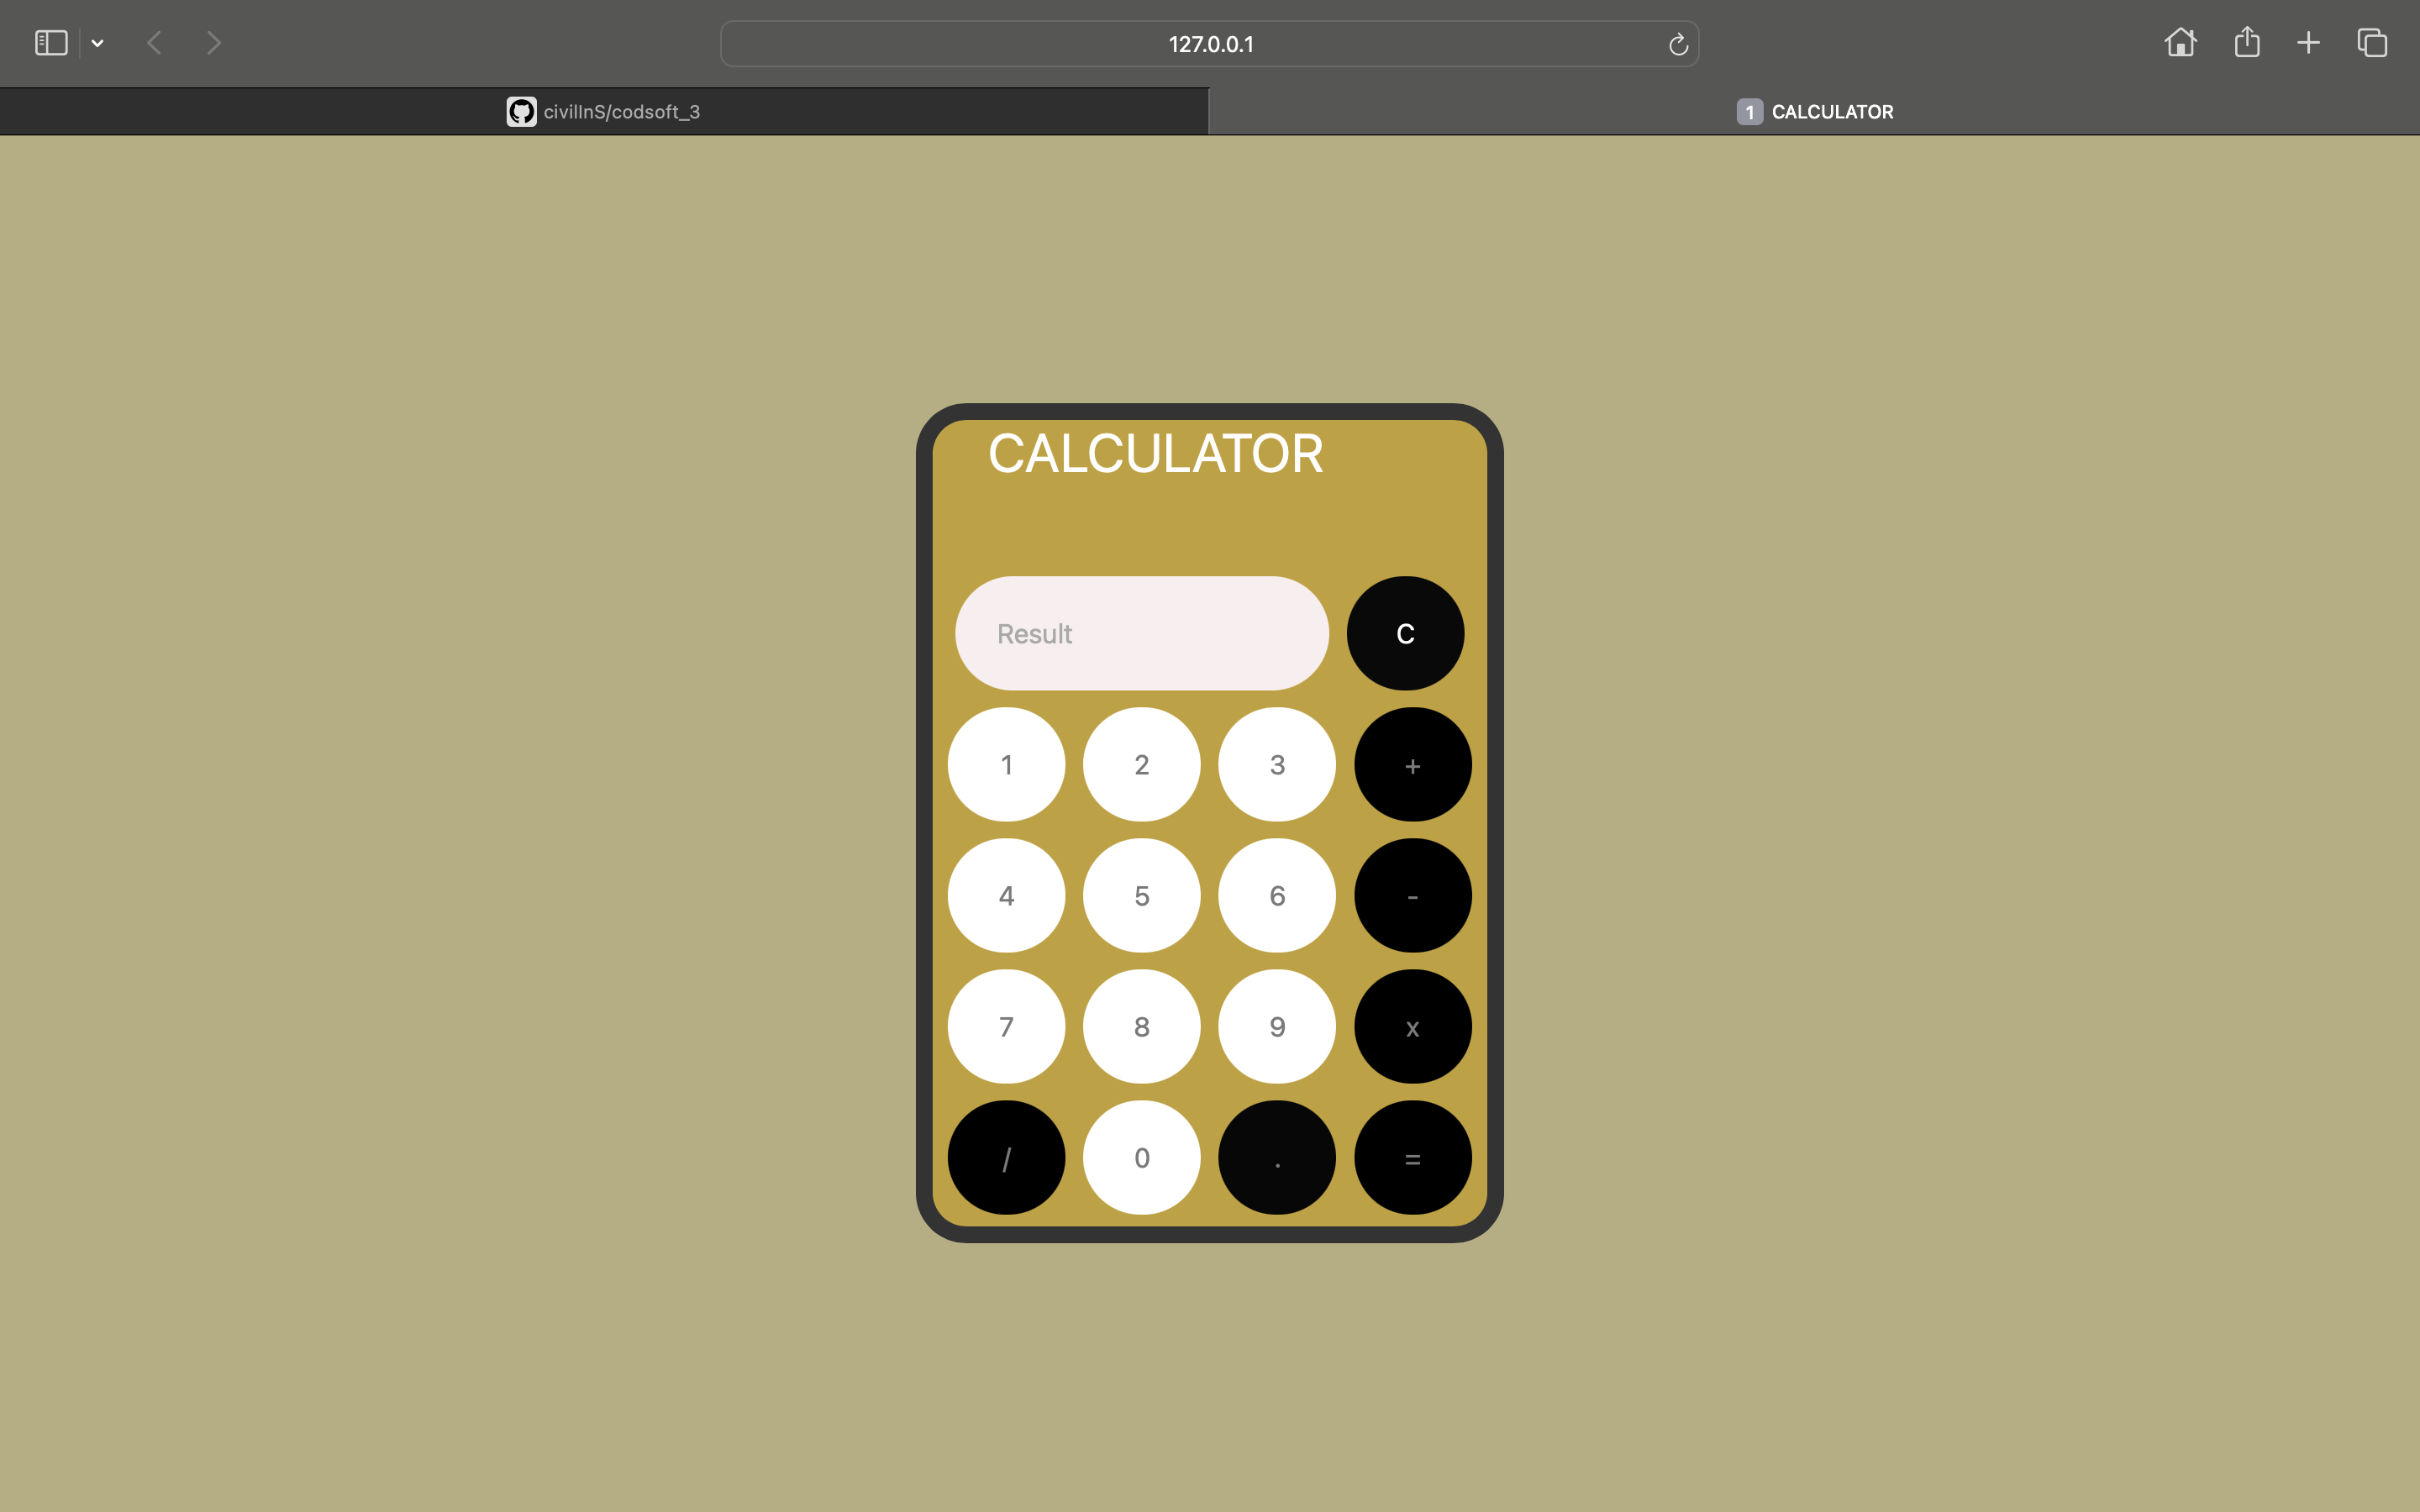 127.0.0.1
civilInS/codsoft_3
1 CALCULATOR
CALCULATOR
Result C
1 2 3 +
4 5 6 -
7 8 9 x
/ 0 . =